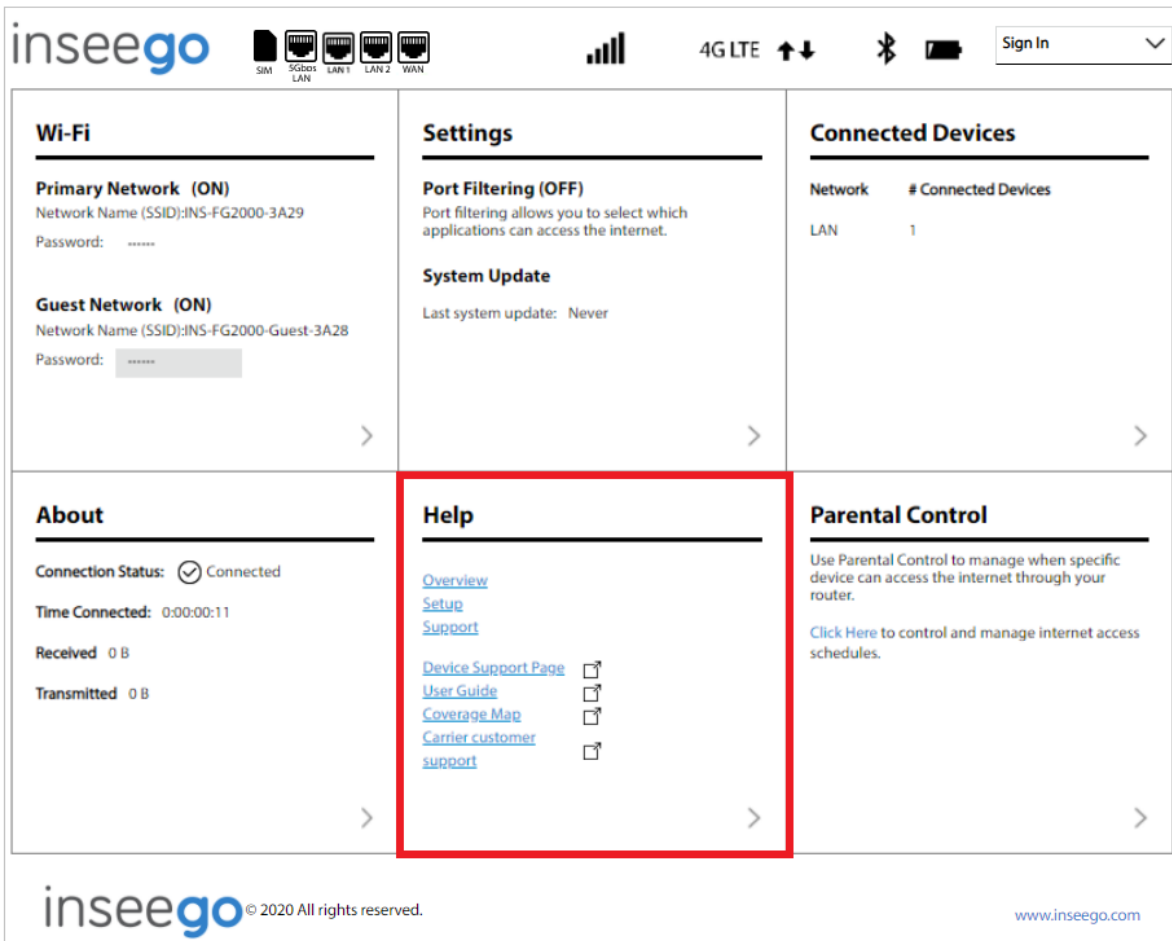 inseego
SIM
5Gbps
LAN
LAN 1
LAN 2
WAN
4G LTE
Sign In
Wi-Fi
Primary Network (ON)
Network Name (SSID):INS-FG2000-3A29
Password: ······
Guest Network (ON)
Network Name (SSID):INS-FG2000-Guest-3A28
Password: ······
Settings
Port Filtering (OFF)
Port filtering allows you to select which
applications can access the internet.
System Update
Last system update: Never
Connected Devices
Network # Connected Devices
LAN 1
About
Connection Status: Connected
Time Connected: 0:00:00:11
Received 0 B
Transmitted 0 B
Help
Overview
Setup
Support
Device Support Page
User Guide
Coverage Map
Carrier customer
support
Parental Control
Use Parental Control to manage when specific
device can access the internet through your
router.
Click Here to control and manage internet access
schedules.
inseego © 2020 All rights reserved.
www.inseego.com